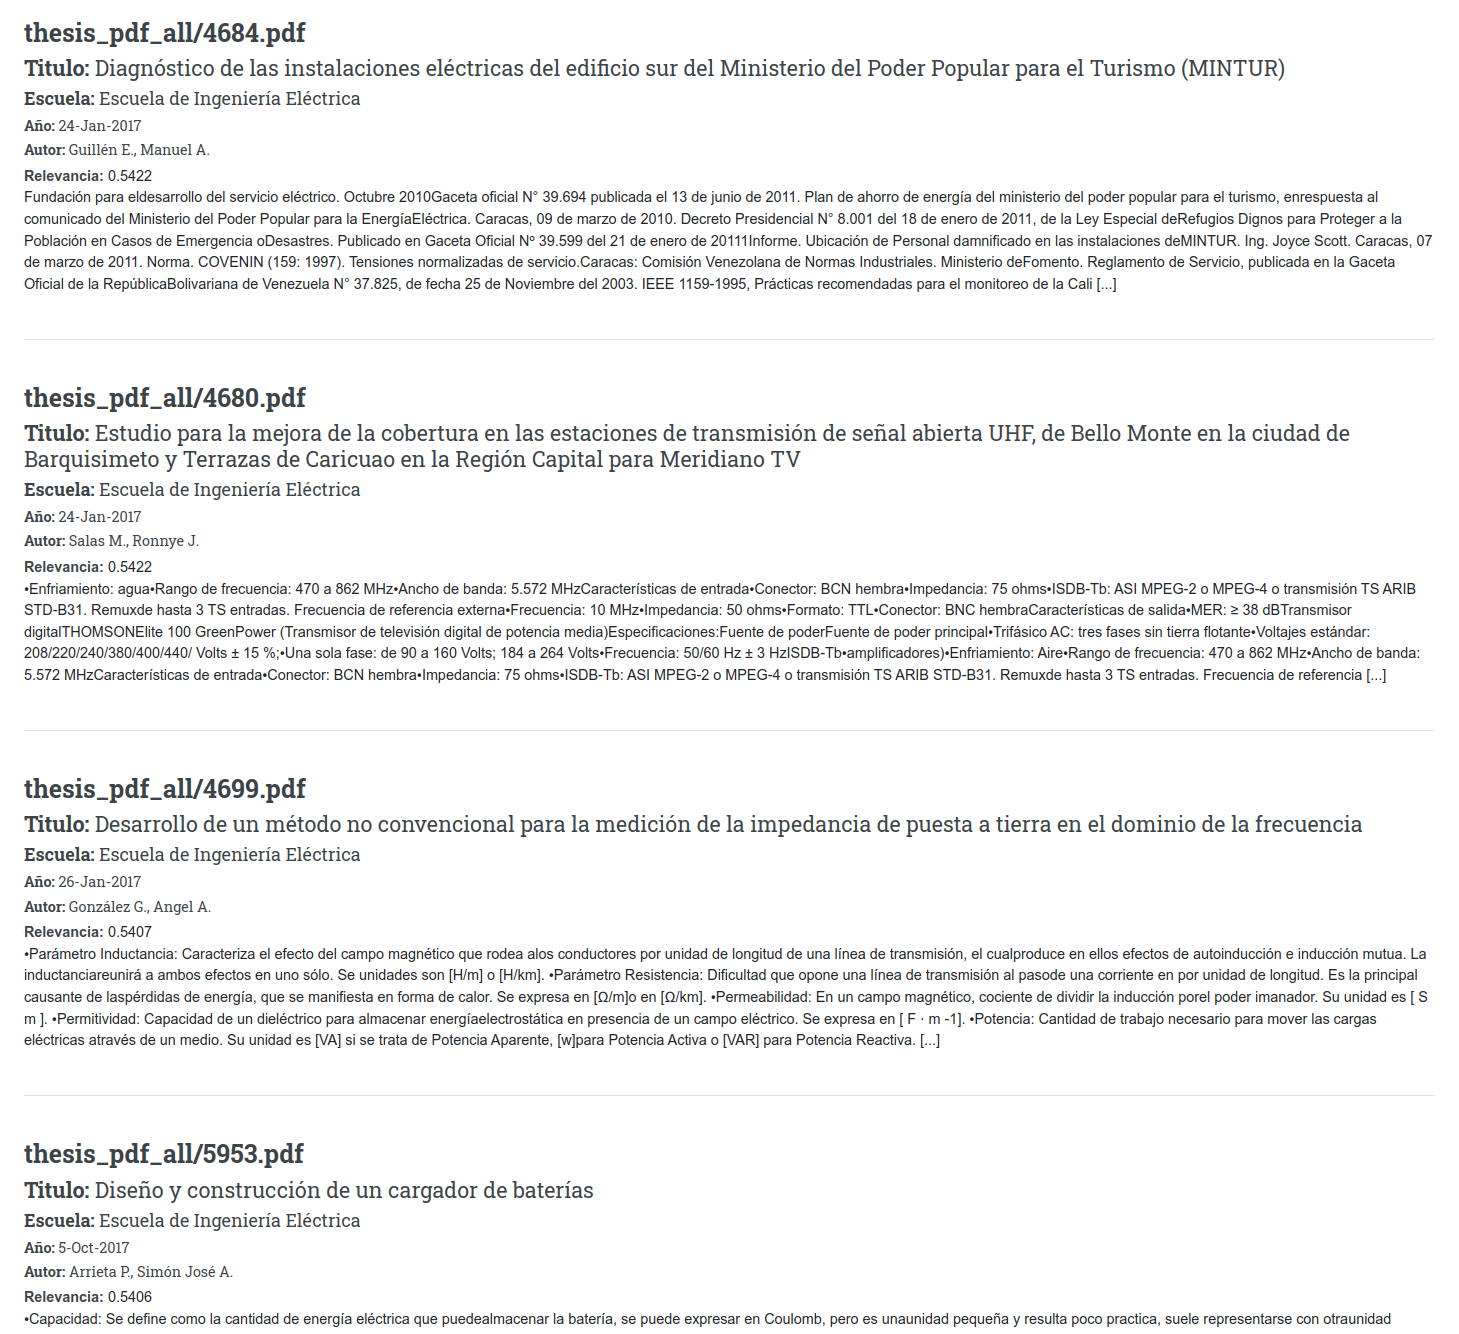 thesis_pdf_all/4684.pdf
Titulo: Diagnóstico de las instalaciones eléctricas del edificio sur del Ministerio del Poder Popular para el Turismo (MINTUR)
Escuela: Escuela de Ingeniería Eléctrica
Año: 24-Jan-2017
Autor: Guillén E., Manuel A.
Relevancia: 0.5422
Fundación para eldesarrollo del servicio eléctrico. Octubre 2010Gaceta oficial N° 39.694 publicada el 13 de junio de 2011. Plan de ahorro de energía del ministerio del poder popular para el turismo, enrespuesta al
comunicado del Ministerio del Poder Popular para la EnergíaEléctrica. Caracas, 09 de marzo de 2010. Decreto Presidencial N° 8.001 del 18 de enero de 2011, de la Ley Especial deRefugios Dignos para Proteger a la
Población en Casos de Emergencia oDesastres. Publicado en Gaceta Oficial Nº 39.599 del 21 de enero de 20111Informe. Ubicación de Personal damnificado en las instalaciones deMINTUR. Ing. Joyce Scott. Caracas, 07
de marzo de 2011. Norma. COVENIN (159: 1997). Tensiones normalizadas de servicio.Caracas: Comisión Venezolana de Normas Industriales. Ministerio deFomento. Reglamento de Servicio, publicada en la Gaceta
Oficial de la RepúblicaBolivariana de Venezuela N° 37.825, de fecha 25 de Noviembre del 2003. IEEE 1159-1995, Prácticas recomendadas para el monitoreo de la Cali [...]
thesis_pdf_all/4680.pdf
Titulo: Estudio para la mejora de la cobertura en las estaciones de transmisión de señal abierta UHF, de Bello Monte en la ciudad de
Barquisimeto y Terrazas de Caricuao en la Región Capital para Meridiano TV
Escuela: Escuela de Ingeniería Eléctrica
Año: 24-Jan-2017
Autor: Salas M., Ronnye J.
Relevancia: 0.5422
•Enfriamiento: agua•Rango de frecuencia: 470 a 862 MHz•Ancho de banda: 5.572 MHzCaracterísticas de entrada•Conector: BCN hembra•Impedancia: 75 ohms•ISDB-Tb: ASI MPEG-2 o MPEG-4 o transmisión TS ARIB
STD-B31. Remuxde hasta 3 TS entradas. Frecuencia de referencia externa•Frecuencia: 10 MHz•Impedancia: 50 ohms•Formato: TTL•Conector: BNC hembraCaracterísticas de salida•MER: ≥ 38 dBTransmisor
digitalTHOMSONElite 100 GreenPower (Transmisor de televisión digital de potencia media)Especificaciones:Fuente de poderFuente de poder principal•Trifásico AC: tres fases sin tierra flotante•Voltajes estándar:
208/220/240/380/400/440/ Volts ± 15 %;•Una sola fase: de 90 a 160 Volts; 184 a 264 Volts•Frecuencia: 50/60 Hz ± 3 HzISDB-Tb•amplificadores)•Enfriamiento: Aire•Rango de frecuencia: 470 a 862 MHz•Ancho de banda:
5.572 MHzCaracterísticas de entrada•Conector: BCN hembra•Impedancia: 75 ohms•ISDB-Tb: ASI MPEG-2 o MPEG-4 o transmisión TS ARIB STD-B31. Remuxde hasta 3 TS entradas. Frecuencia de referencia [...]
thesis_pdf_all/4699.pdf
Titulo: Desarrollo de un método no convencional para la medición de la impedancia de puesta a tierra en el dominio de la frecuencia
Escuela: Escuela de Ingeniería Eléctrica
Año: 26-Jan-2017
Autor: González G., Angel A.
Relevancia: 0.5407
•Parámetro Inductancia: Caracteriza el efecto del campo magnético que rodea alos conductores por unidad de longitud de una línea de transmisión, el cualproduce en ellos efectos de autoinducción e inducción mutua. La
inductanciareunirá a ambos efectos en uno sólo. Se unidades son [H/m] o [H/km]. •Parámetro Resistencia: Dificultad que opone una línea de transmisión al pasode una corriente en por unidad de longitud. Es la principal
causante de laspérdidas de energía, que se manifiesta en forma de calor. Se expresa en [Ω/m]o en [Ω/km]. •Permeabilidad: En un campo magnético, cociente de dividir la inducción porel poder imanador. Su unidad es [ S
m ]. •Permitividad: Capacidad de un dieléctrico para almacenar energíaelectrostática en presencia de un campo eléctrico. Se expresa en [ F · m -1]. •Potencia: Cantidad de trabajo necesario para mover las cargas
eléctricas através de un medio. Su unidad es [VA] si se trata de Potencia Aparente, [w]para Potencia Activa o [VAR] para Potencia Reactiva. [...]
thesis_pdf_all/5953.pdf
Titulo: Diseño y construcción de un cargador de baterías
Escuela: Escuela de Ingeniería Eléctrica
Año: 5-Oct-2017
Autor: Arrieta P., Simón José A.
Relevancia: 0.5406
•Capacidad: Se define como la cantidad de energía eléctrica que puedealmacenar la batería, se puede expresar en Coulomb, pero es unaunidad pequeña y resulta poco practica, suele representarse con otraunidad